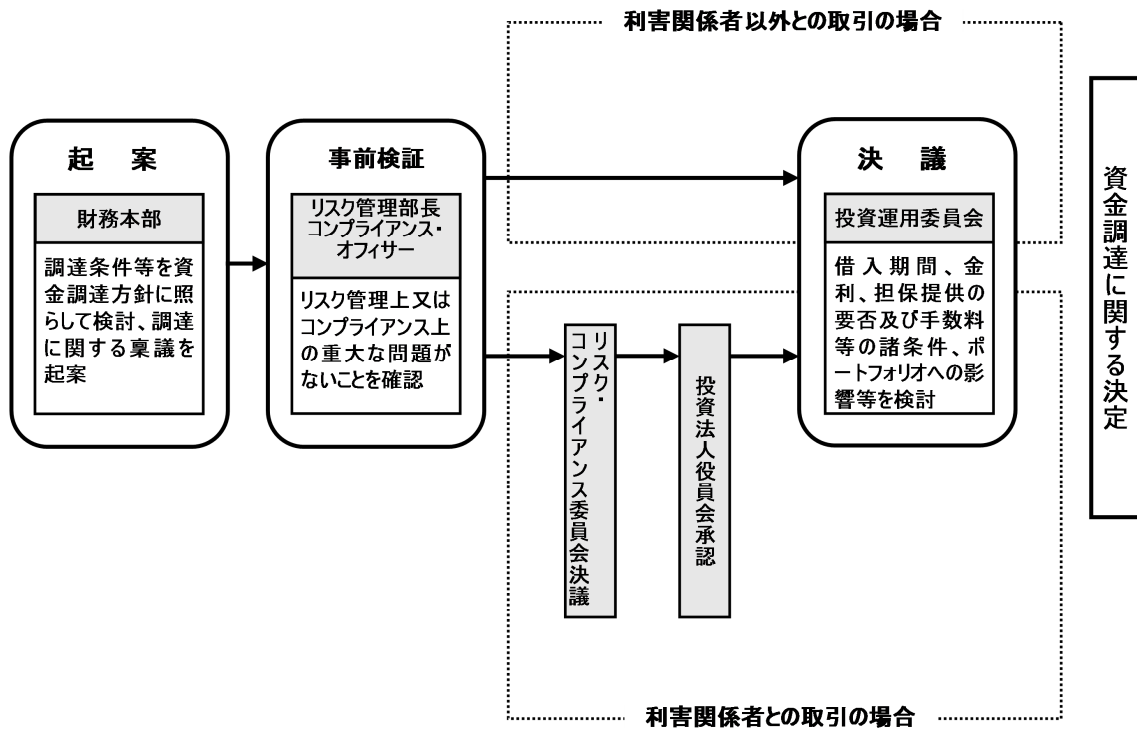 利害関係者以外との取引の場合
起　案
財務本部
調達条件等を資
金調達方針に照
らして検討、調達
に関する稟議を
起案
事前検証
リスク管理部長
コンプライアンス・
オフィサー
リスク管理上又は
コンプライアンス上
の重大な問題が
ないことを確認
リスク・
コンプライアンス委員会決議
投資法人役員会承認
決　議
投資運用委員会
借入期間、金
利、担保提供の
要否及び手数料
等の諸条件、ポ
ートフォリオへの影
響等を検討
資金調達に関する決定
利害関係者との取引の場合